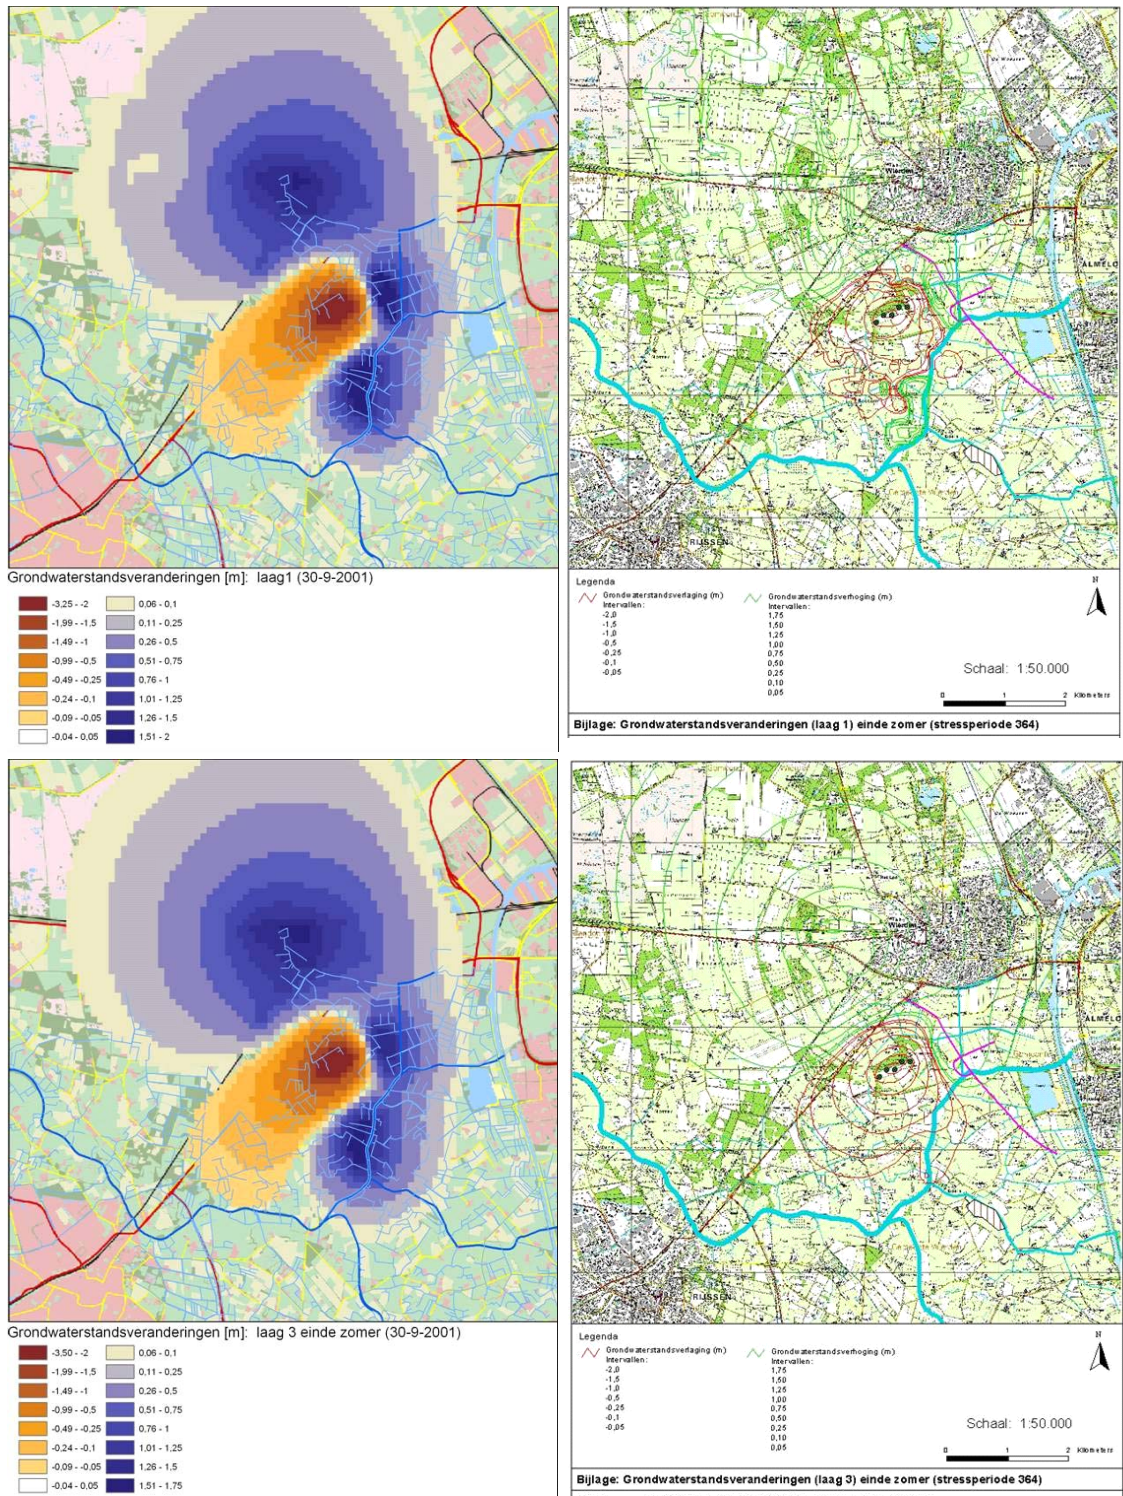 Wierden
ALMELO
RIJSSEN
Grondwaterstandsveranderingen [m]: laag1 (30-9-2001)
-3,25 - -2
-1,99 - -1,5
-1,49 - -1
-0,99 - -0,5
-0,49 - -0,25
-0,24 - -0,1
-0,09 - -0,05
-0,04 - 0,05
0,06 - 0,1
0,11 - 0,25
0,26 - 0,5
0,51 - 0,75
0,76 - 1
1,01 - 1,25
1,26 - 1,5
1,51 - 2
Legenda
Grondwaterstandsverlaging (m)
Intervallen:
-2,0
-1,5
-1,0
-0,5
-0,25
-0,1
-0,05
Grondwaterstandsverhoging (m)
Intervallen:
1,75
1,50
1,25
1,00
0,75
0,50
0,25
0,10
0,05
N
Schaal: 1:50.000
0 1 2 Kilometers
Bijlage: Grondwaterstandsveranderingen (laag 1) einde zomer (stressperiode 364)
Wierden
ALMELO
RIJSSEN
Grondwaterstandsveranderingen [m]: laag 3 einde zomer (30-9-2001)
-3,50 - -2
-1,99 - -1,5
-1,49 - -1
-0,99 - -0,5
-0,49 - -0,25
-0,24 - -0,1
-0,09 - -0,05
-0,04 - 0,05
0,06 - 0,1
0,11 - 0,25
0,26 - 0,5
0,51 - 0,75
0,76 - 1
1,01 - 1,25
1,26 - 1,5
1,51 - 1,75
Legenda
Grondwaterstandsverlaging (m)
Intervallen:
-2,0
-1,5
-1,0
-0,5
-0,25
-0,1
-0,05
Grondwaterstandsverhoging (m)
Intervallen:
1,75
1,50
1,25
1,00
0,75
0,50
0,25
0,10
0,05
N
Schaal: 1:50.000
0 1 2 Kilometers
Bijlage: Grondwaterstandsveranderingen (laag 3) einde zomer (stressperiode 364)